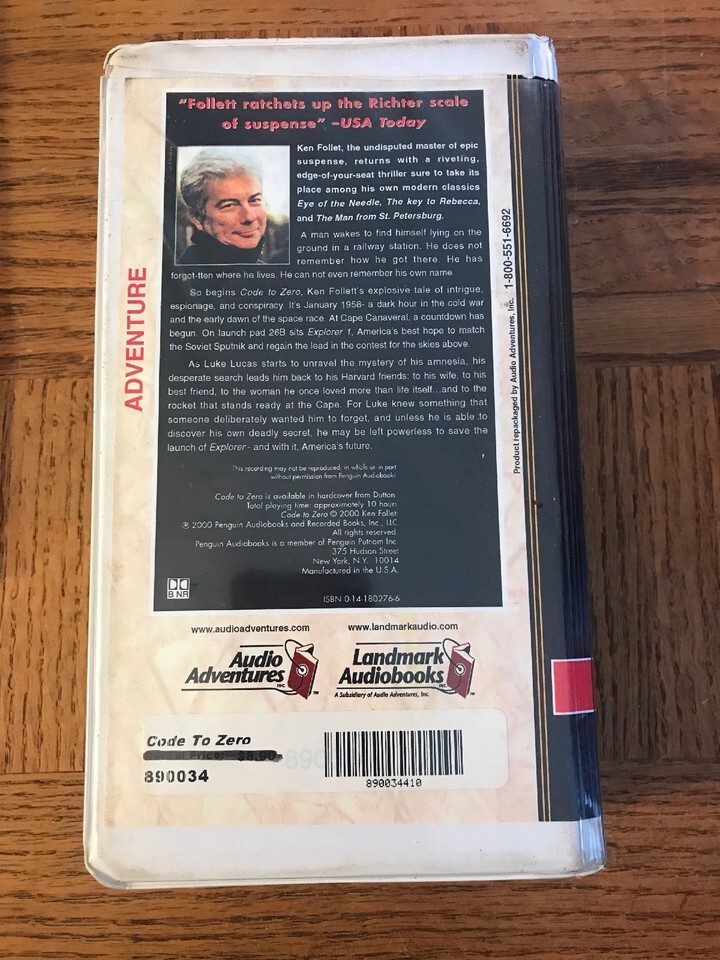 "Follett ratchets up the Richter scale
of suspense" –USA Today
Ken Follet, the undisputed master of epic
suspense, returns with a riveting,
edge-of-your-seat thriller sure to take its
place among his own modern classics
Eye of the Needle, The key to Rebecca,
and The Man from St. Petersburg.
A man wakes to find himself lying on the
ground in a railway station. He does not
remember how he got there. He has
forgot-tten where he lives. He can not even remember his own name.
So begins Code to Zero, Ken Follett's explosive tale of intrigue,
espionage, and conspiracy. It's January 1958- a dark hour in the cold war
and the early dawn of the space race. At Cape Canaveral, a countdown has
begun. On launch pad 26B sits Explorer 1, America's best hope to match
the Soviet Sputnik and regain the lead in the contest for the skies above.
As Luke Lucas starts to unravel the mystery of his amnesia, his
desperate search leads him back to his Harvard friends: to his wife, to his
best friend, to the woman he once loved more than life itself...and to the
rocket that stands ready at the Cape. For Luke knew something that
someone deliberately wanted him to forget, and unless he is able to
discover his own deadly secret, he may be left powerless to save the
launch of Explorer- and with it, America's future.
This recording may not be reproduced, in whole or in part
without permission from Penguin Audiobooks
Code to Zero is available in hardcover from Dutton
Total playing time: approximately 10 hours
Code to Zero © 2000 Ken Follet
℗ 2000 Penguin Audiobooks and Recorded Books, Inc., LLC
All rights reserved
Penguin Audiobooks is a member of Penguin Putnam Inc
375 Hudson Street
New York, N.Y. 10014
Manufactured in the U.S.A.
B NR
ISBN 0-14-180276-6
ADVENTURE
Product repackaged by Audio Adventures, Inc. 1-800-551-6692
www.audioadventures.com
www.landmarkaudio.com
Audio
Adventures
INC.
TM
Landmark
Audiobooks
INC.
TM
A Subsidiary of Audio Adventures, Inc.
Code To Zero
$8.00
890
890034
890034410